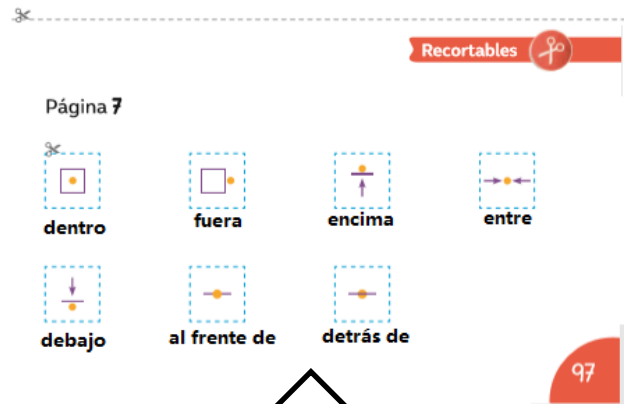 Recortables
Página 7
dentro fuera encima entre
debajo al frente de detrás de
97